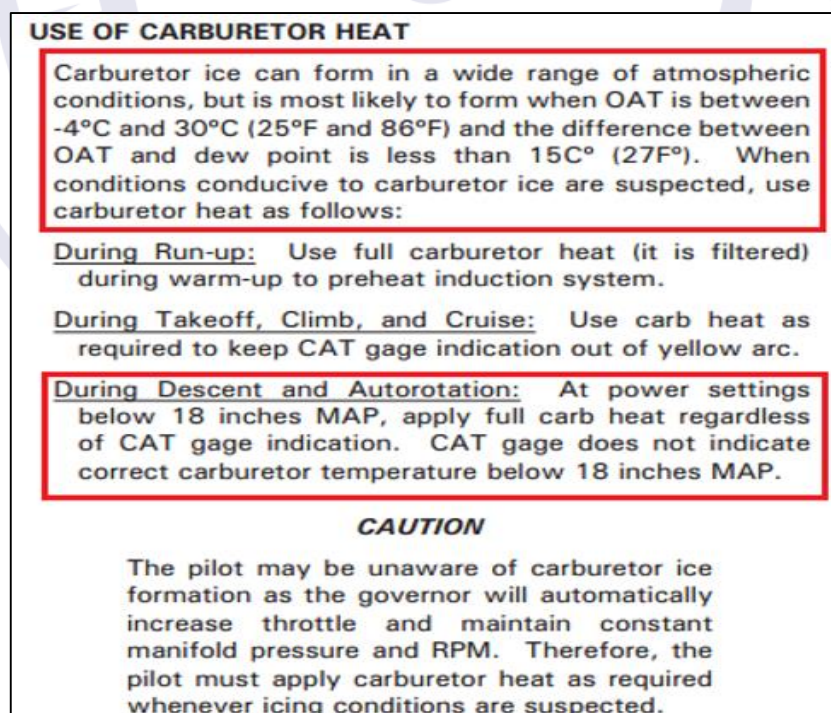 USE OF CARBURETOR HEAT
Carburetor ice can form in a wide range of atmospheric
conditions, but is most likely to form when OAT is between
-4°C and 30°C (25°F and 86°F) and the difference between
OAT and dew point is less than 15C° (27F°). When
conditions conducive to carburetor ice are suspected, use
carburetor heat as follows:
During Run-up: Use full carburetor heat (it is filtered)
during warm-up to preheat induction system.
During Takeoff, Climb, and Cruise: Use carb heat as
required to keep CAT gage indication out of yellow arc.
During Descent and Autorotation: At power settings
below 18 inches MAP, apply full carb heat regardless
of CAT gage indication. CAT gage does not indicate
correct carburetor temperature below 18 inches MAP.
CAUTION
The pilot may be unaware of carburetor ice
formation as the governor will automatically
increase throttle and maintain constant
manifold pressure and RPM. Therefore, the
pilot must apply carburetor heat as required
whenever icing conditions are suspected.